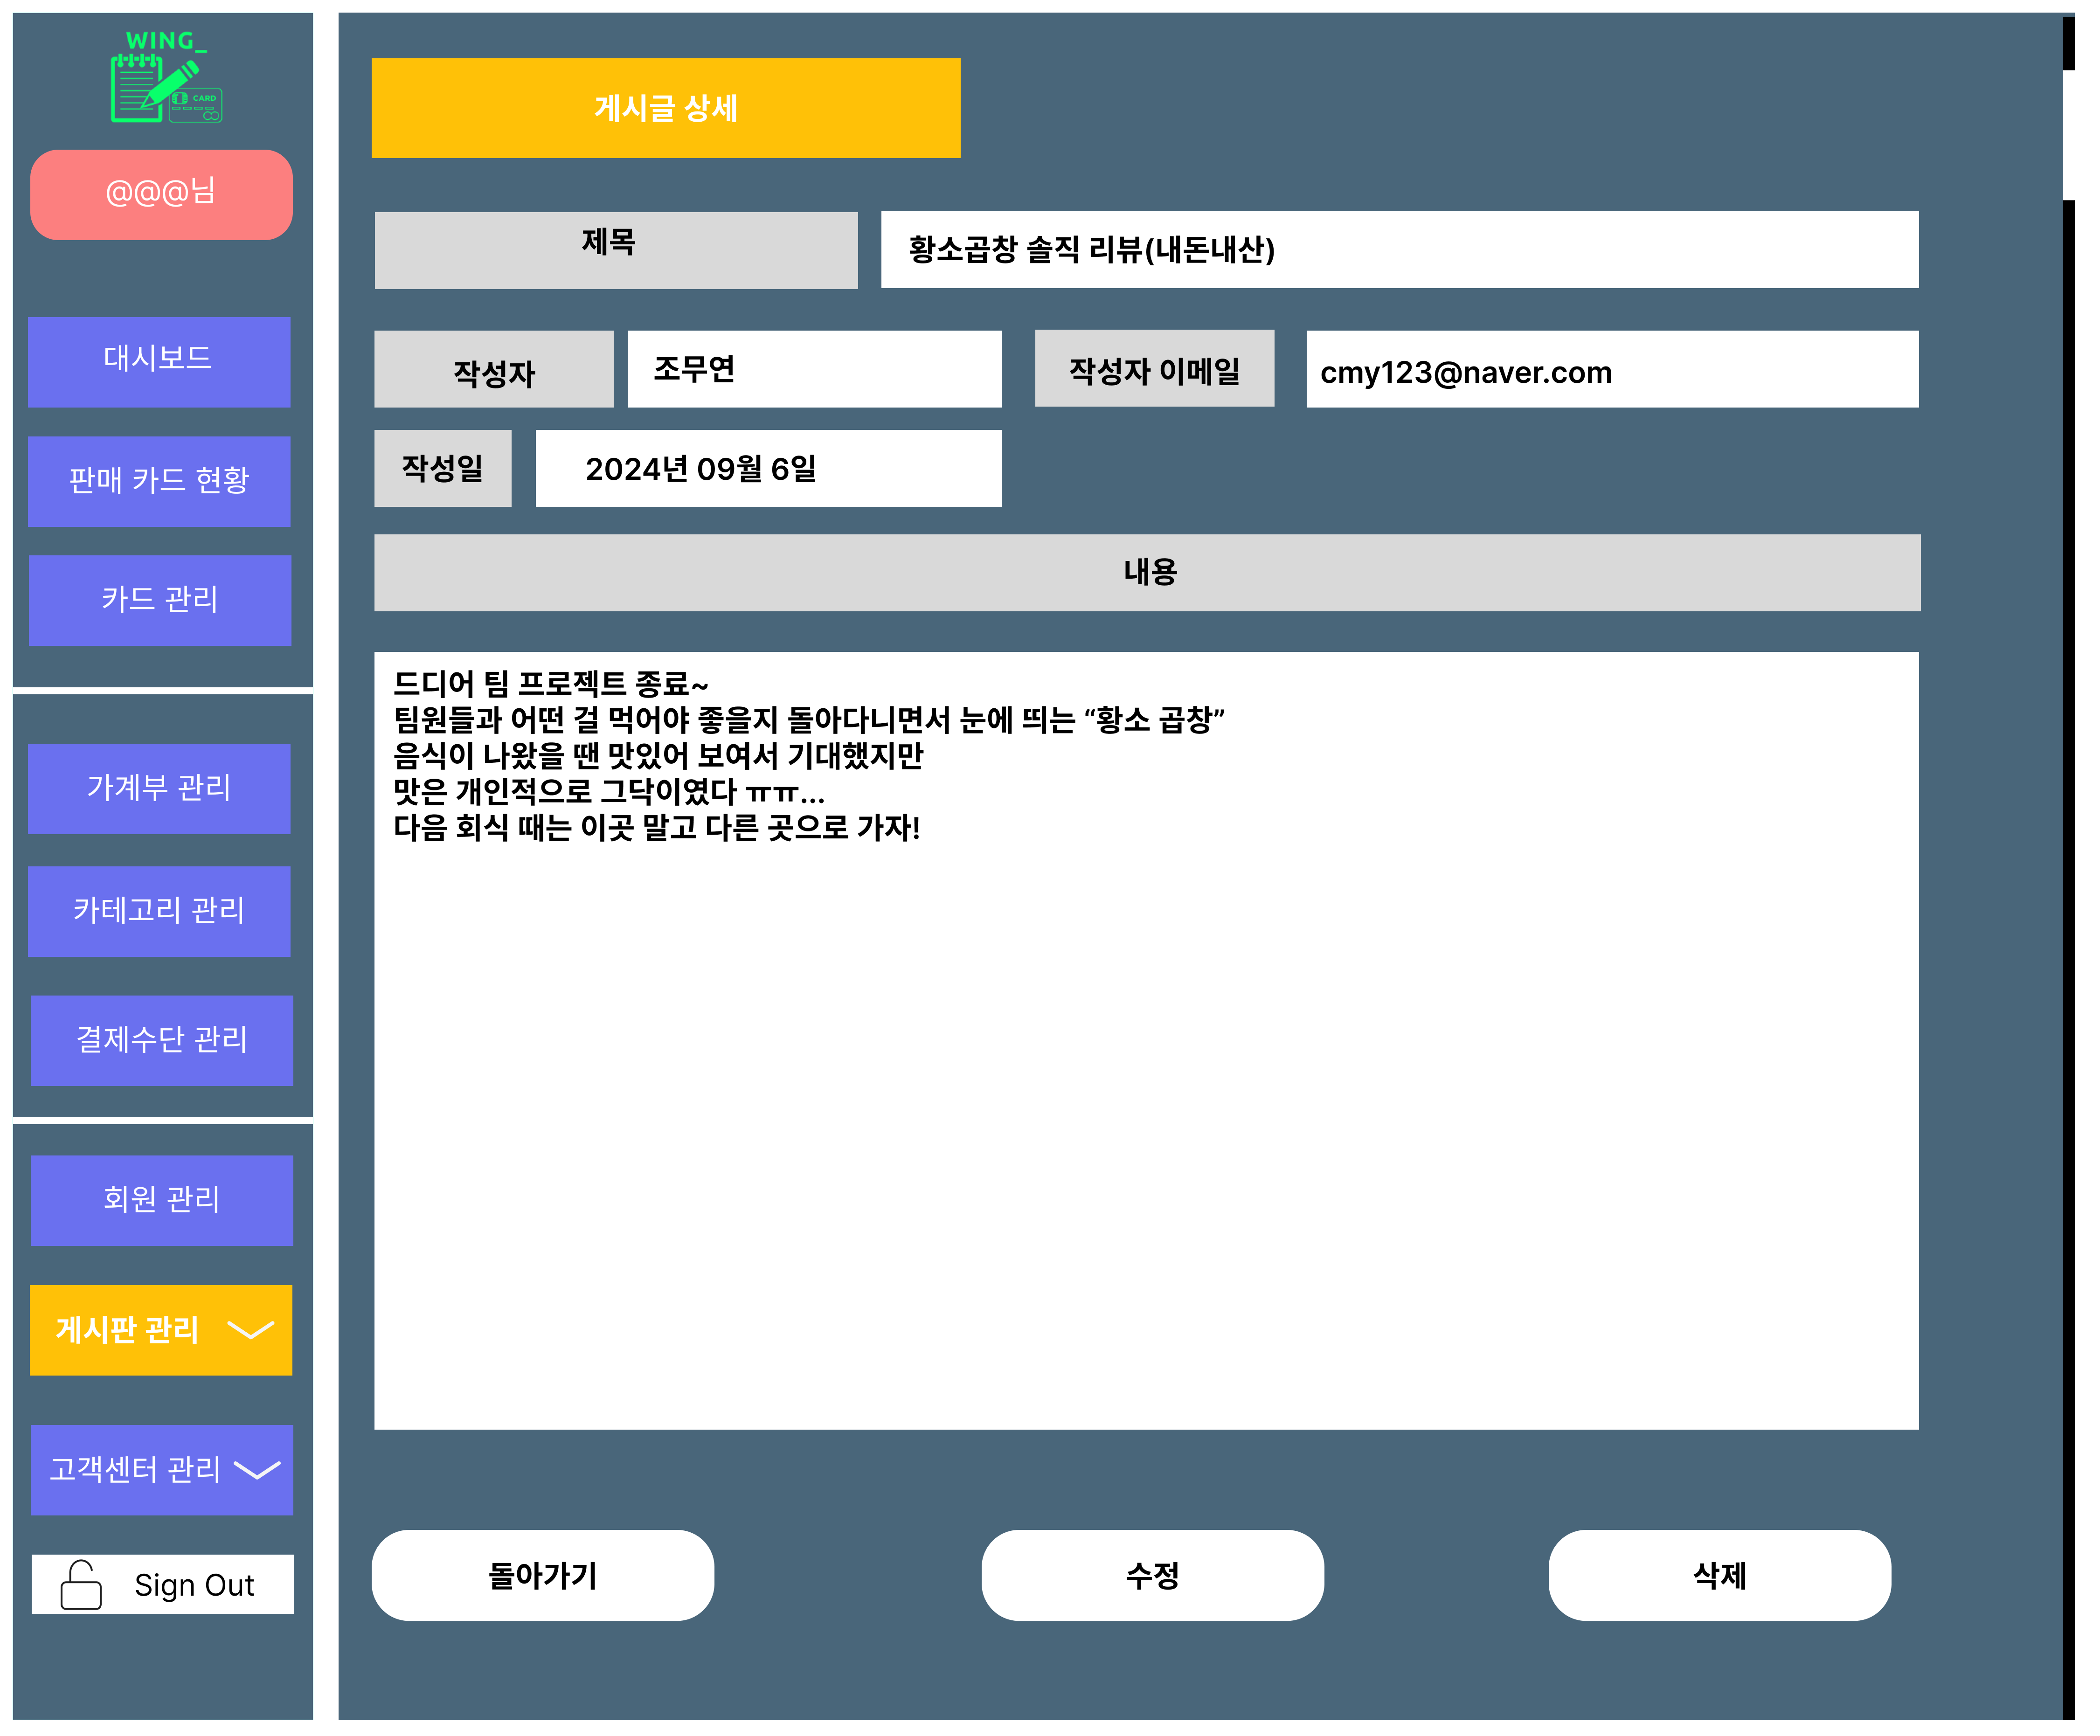 WING_
CARD
@@@님
대시보드
판매 카드 현황
카드 관리
가계부 관리
카테고리 관리
결제수단 관리
회원 관리
게시판 관리
고객센터 관리
Sign Out
게시글 상세
제목
황소곱창 솔직 리뷰(내돈내산)
작성자
조무연
작성자 이메일
cmy123@naver.com
작성일
2024년 09월 6일
내용
드디어 팀 프로젝트 종료~
팀원들과 어떤 걸 먹어야 좋을지 돌아다니면서 눈에 띄는 “황소 곱창”
음식이 나왔을 땐 맛있어 보여서 기대했지만
맛은 개인적으로 그닥이였다 ㅠㅠ...
다음 회식 때는 이곳 말고 다른 곳으로 가자!
돌아가기
수정
삭제